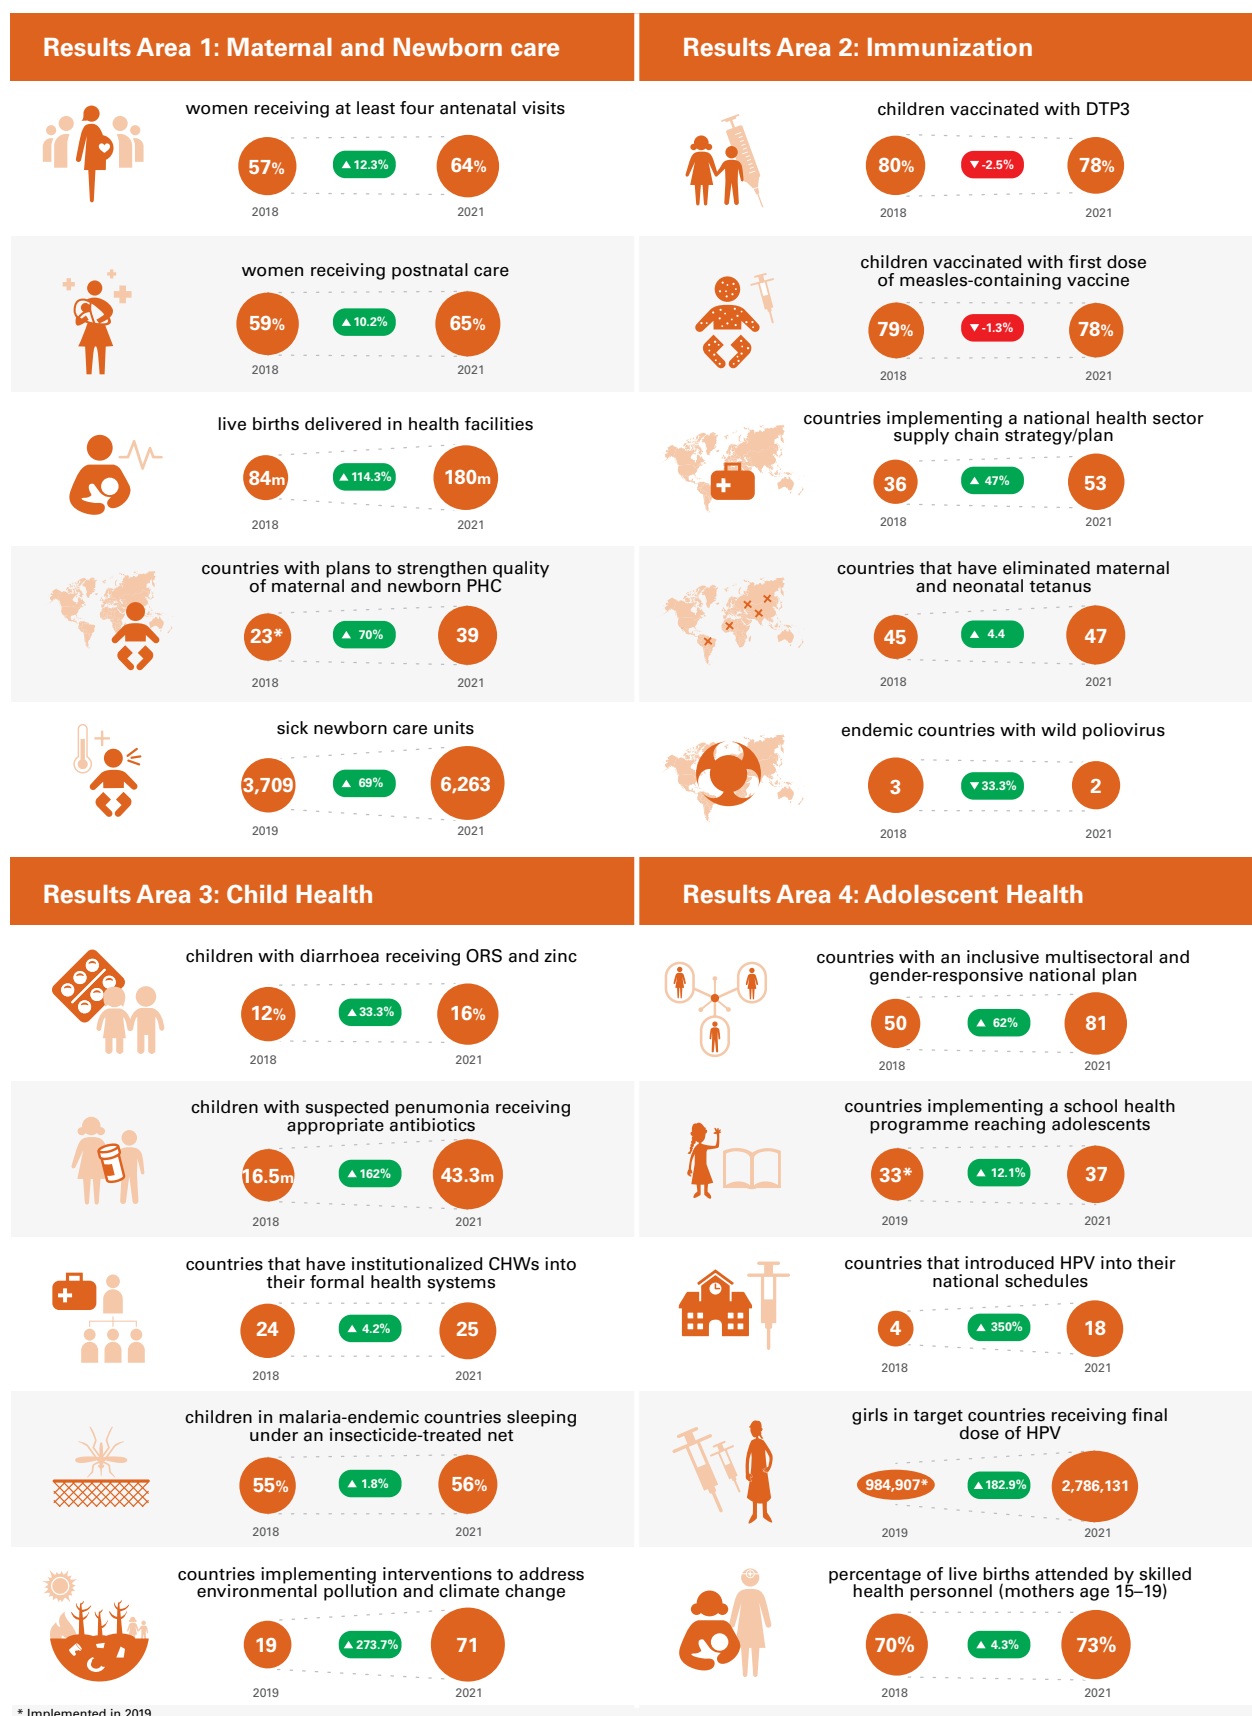 Results Area 1: Maternal and Newborn care
women receiving at least four antenatal visits
57%
▲ 12.3%
64%
2018
2021
women receiving postnatal care
59%
▲ 10.2%
65%
2018
2021
live births delivered in health facilities
84m
▲ 114.3%
180m
2018
2021
countries with plans to strengthen quality
of maternal and newborn PHC
23*
▲ 70%
39
2018
2021
sick newborn care units
3,709
▲ 69%
6,263
2019
2021
Results Area 2: Immunization
children vaccinated with DTP3
80%
▼ -2.5%
78%
2018
2021
children vaccinated with first dose
of measles-containing vaccine
79%
▼ -1.3%
78%
2018
2021
countries implementing a national health sector
supply chain strategy/plan
36
▲ 47%
53
2018
2021
countries that have eliminated maternal
and neonatal tetanus
45
▲ 4.4
47
2018
2021
endemic countries with wild poliovirus
3
▼ 33.3%
2
2018
2021
Results Area 3: Child Health
children with diarrhoea receiving ORS and zinc
12%
▲ 33.3%
16%
2018
2021
children with suspected penumonia receiving
appropriate antibiotics
16.5m
▲ 162%
43.3m
2018
2021
countries that have institutionalized CHWs into
their formal health systems
24
▲ 4.2%
25
2018
2021
children in malaria-endemic countries sleeping
under an insecticide-treated net
55%
▲ 1.8%
56%
2018
2021
countries implementing interventions to address
environmental pollution and climate change
19
▲ 273.7%
71
2019
2021
Results Area 4: Adolescent Health
countries with an inclusive multisectoral and
gender-responsive national plan
50
▲ 62%
81
2018
2021
countries implementing a school health
programme reaching adolescents
33*
▲ 12.1%
37
2019
2021
countries that introduced HPV into their
national schedules
4
▲ 350%
18
2018
2021
girls in target countries receiving final
dose of HPV
984,907*
▲ 182.9%
2,786,131
2019
2021
percentage of live births attended by skilled
health personnel (mothers age 15–19)
70%
▲ 4.3%
73%
2018
2021
* Implemented in 2019